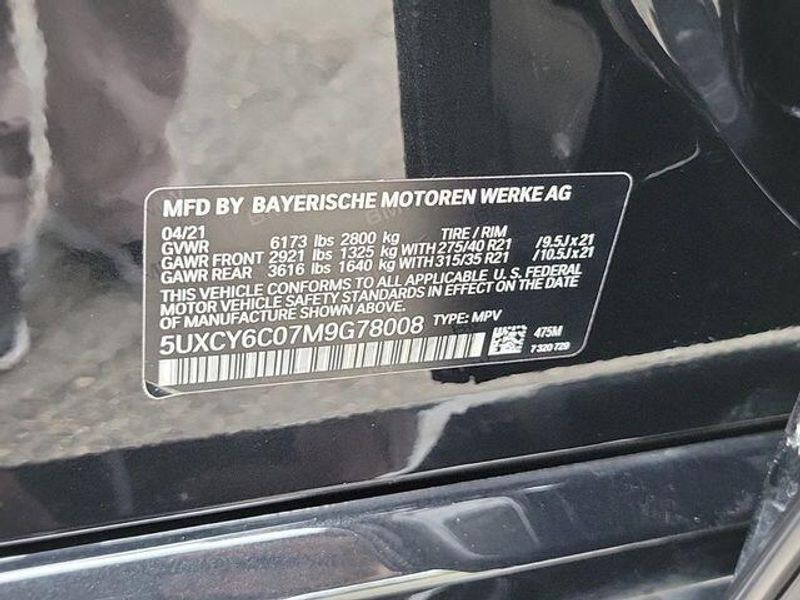 MFD BY BAYERISCHE MOTOREN WERKE AG
04/21 TIRE / RIM
GVWR 6173 lbs 2800 kg
GAWR FRONT 2921 lbs 1325 kg WITH 275/40 R21 /9.5Jx21
GAWR REAR 3616 lbs 1640 kg WITH 315/35 R21 /10.5Jx21
THIS VEHICLE CONFORMS TO ALL APPLICABLE U.S. FEDERAL
MOTOR VEHICLE SAFETY STANDARDS IN EFFECT ON THE DATE
OF MANUFACTURE SHOWN ABOVE.
5UXCY6C07M9G78008 TYPE: MPV
475M
7 320 729